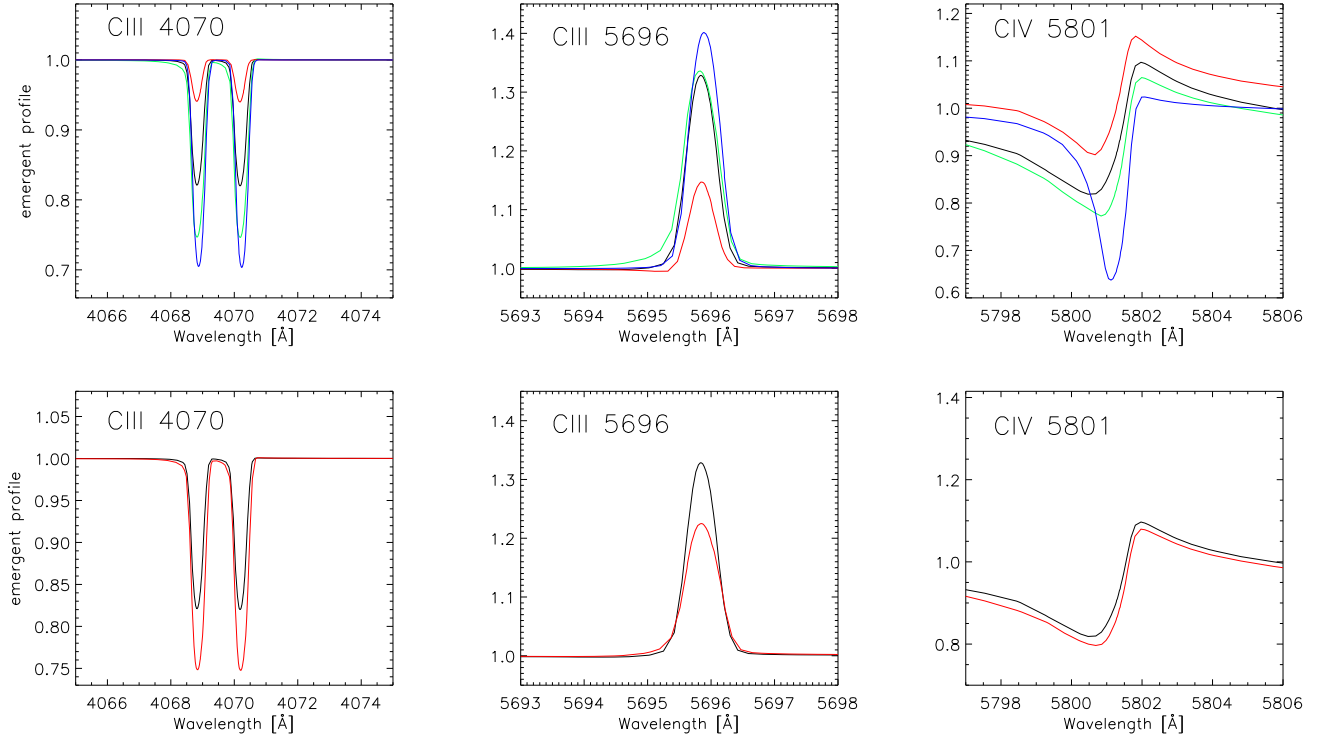 CIII 4070
1.0
0.9
0.8
0.7
emergent profile
4066 4068 4070 4072 4074
Wavelength [Å]
CIII 5696
1.4
1.3
1.2
1.1
1.0
5693 5694 5695 5696 5697 5698
Wavelength [Å]
CIV 5801
1.2
1.1
1.0
0.9
0.8
0.7
0.6
5798 5800 5802 5804 5806
Wavelength [Å]
CIII 4070
1.05
1.00
0.95
0.90
0.85
0.80
0.75
emergent profile
4066 4068 4070 4072 4074
Wavelength [Å]
CIII 5696
1.4
1.3
1.2
1.1
1.0
5693 5694 5695 5696 5697 5698
Wavelength [Å]
CIV 5801
1.4
1.2
1.0
0.8
5798 5800 5802 5804 5806
Wavelength [Å]